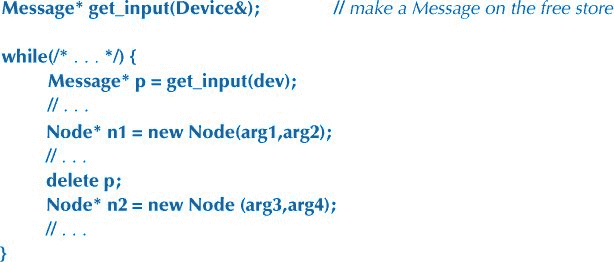 Message* get_input(Device&); // make a Message on the free store
while(/* . . . */) {
Message* p = get_input(dev);
// . . .
Node* n1 = new Node(arg1,arg2);
// . . .
delete p;
Node* n2 = new Node (arg3,arg4);
// . . .
}